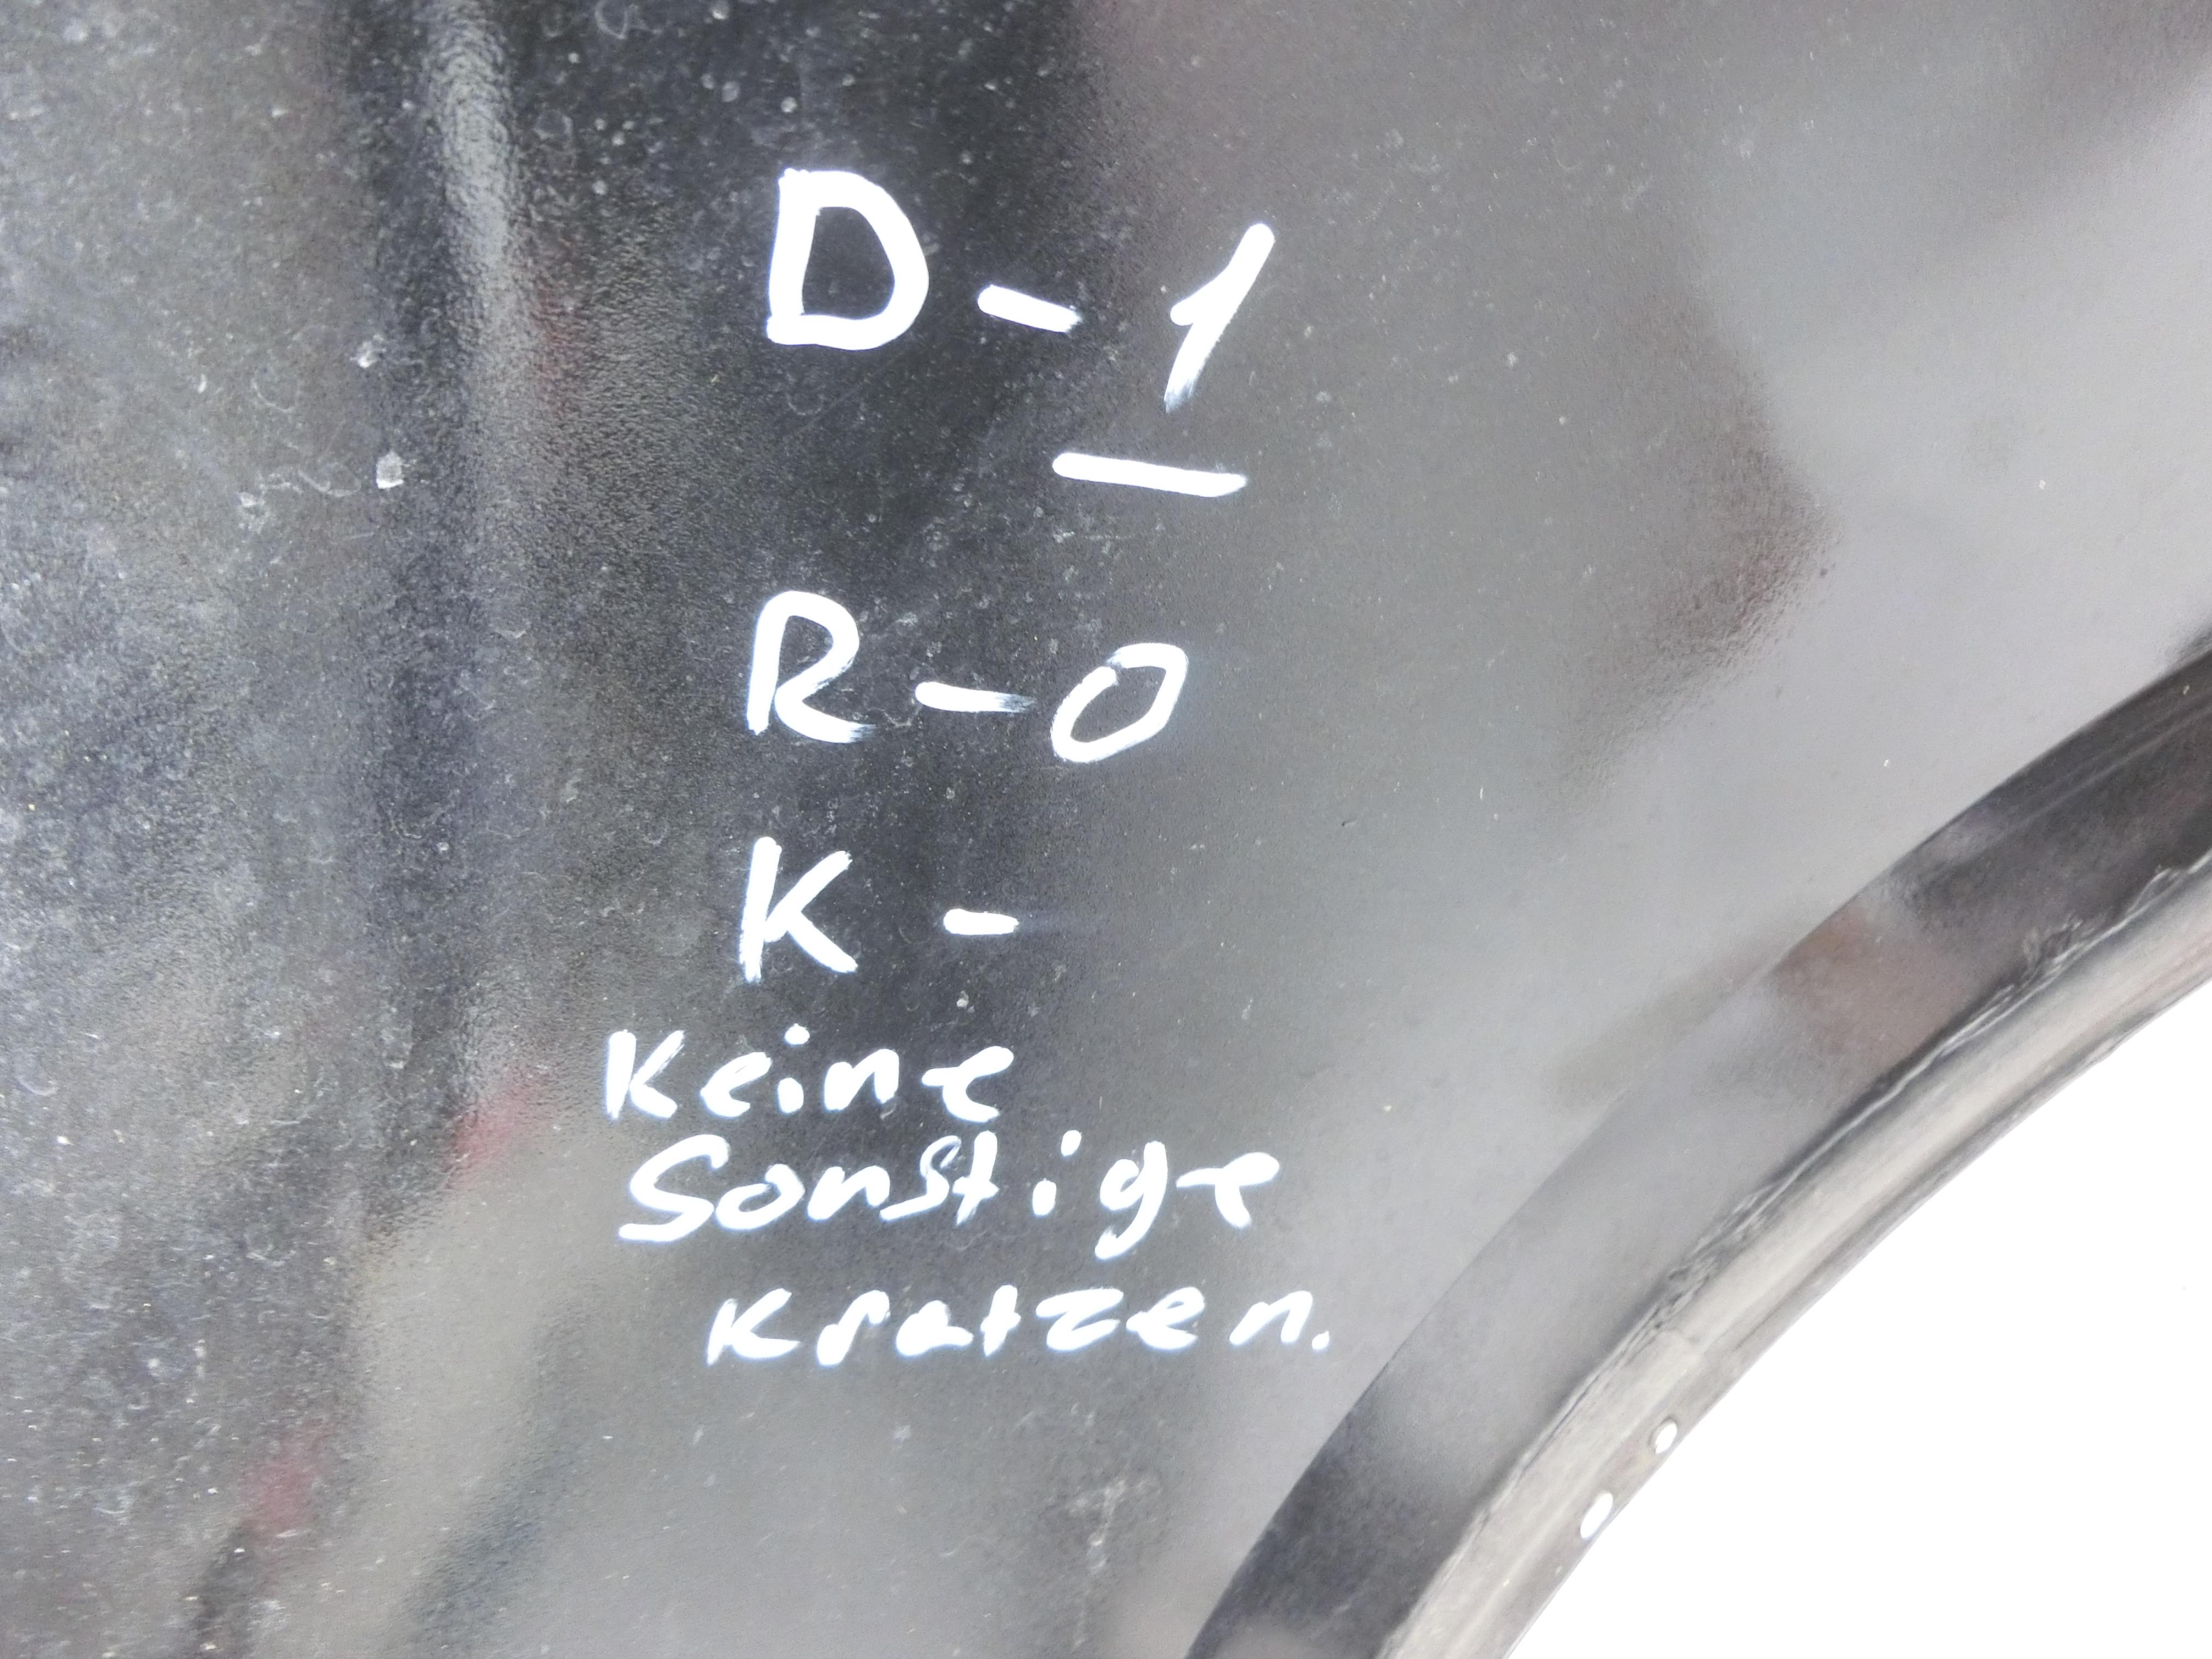 D - 1
—
R - 0
K -
Keine
Sonstige
Kratzen.